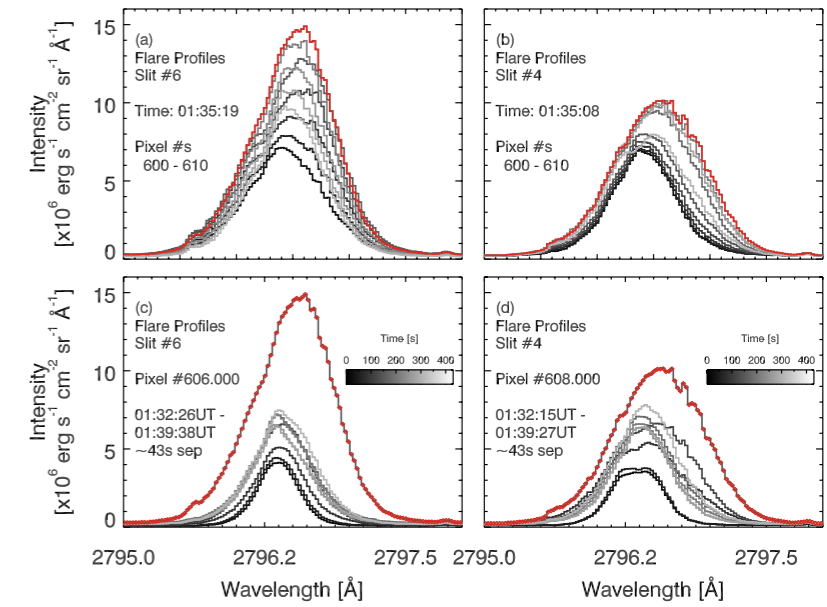 (a)
Flare Profiles
Slit #6
Time: 01:35:19
Pixel #s
600 - 610
15
10
5
0
Intensity
[x10⁶ erg s⁻¹ cm⁻² sr⁻¹ Å⁻¹]
(b)
Flare Profiles
Slit #4
Time: 01:35:08
Pixel #s
600 - 610
(c)
Flare Profiles
Slit #6
Pixel #606.000
01:32:26UT -
01:39:38UT
~43s sep
Time [s]
0 100 200 300 400
15
10
5
0
Intensity
[x10⁶ erg s⁻¹ cm⁻² sr⁻¹ Å⁻¹]
(d)
Flare Profiles
Slit #4
Pixel #608.000
01:32:15UT -
01:39:27UT
~43s sep
Time [s]
0 100 200 300 400
2795.0 2796.2 2797.5 2795.0 2796.2 2797.5
Wavelength [Å] Wavelength [Å]